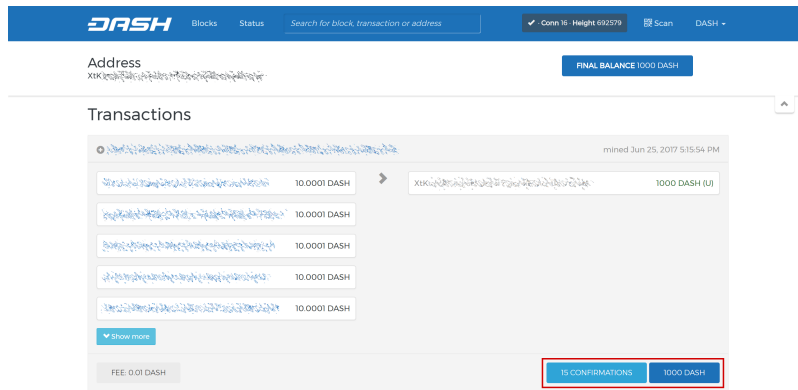 DASH
Blocks
Status
Search for block, transaction or address
· Conn 16 · Height 692579
Scan
DASH
Address
FINAL BALANCE 1000 DASH
XtK
Transactions
mined Jun 25, 2017 5:15:54 PM
10.0001 DASH
XtK
1000 DASH (U)
10.0001 DASH
10.0001 DASH
10.0001 DASH
10.0001 DASH
Show more
FEE: 0.01 DASH
15 CONFIRMATIONS
1000 DASH